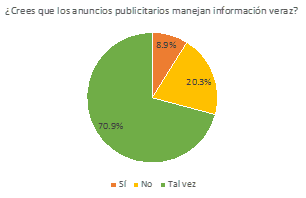 ¿Crees que los anuncios publicitarios manejan información veraz?
8.9%
20.3%
70.9%
Sí No Tal vez